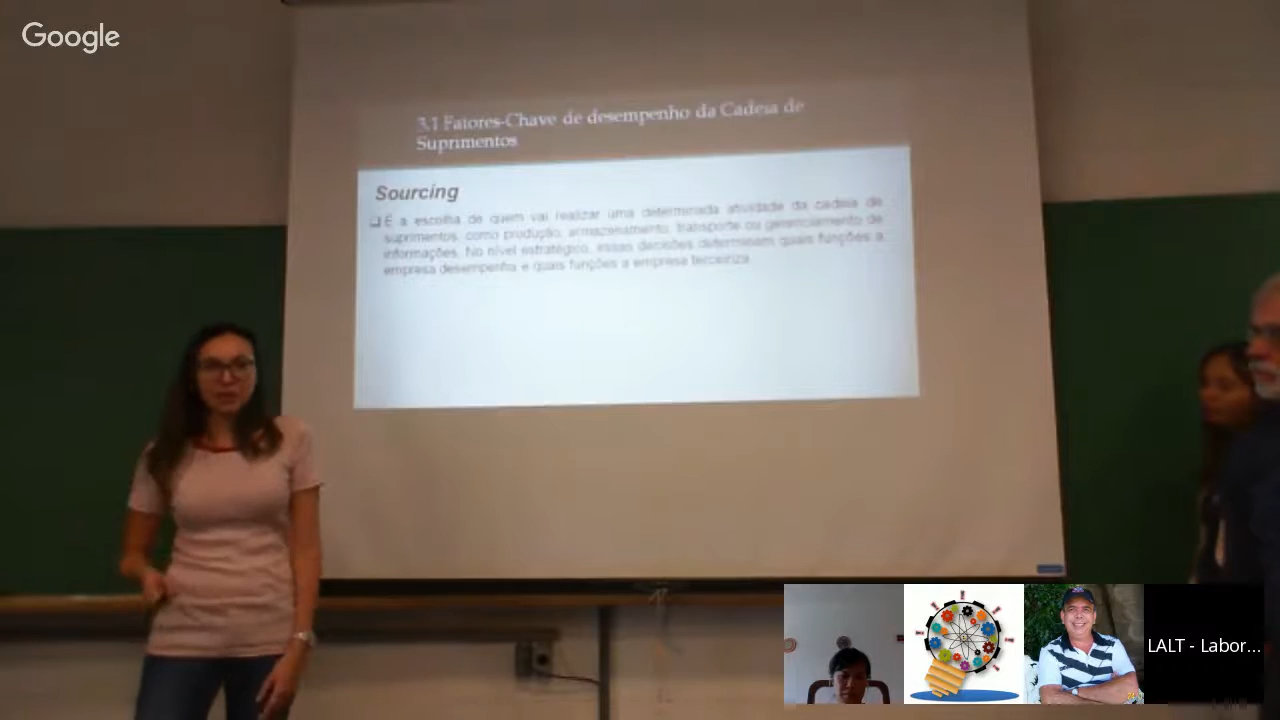 Google
3.1 Fatores-Chave de desempenho da Cadeia de
Suprimentos
Sourcing
É a escolha de quem vai realizar uma determinada atividade da cadeia de
suprimentos, como produção, armazenamento, transporte ou gerenciamento de
informações. No nível estratégico, essas decisões determinam quais funções a
empresa desempenha e quais funções a empresa terceiriza
LALT - Labor...